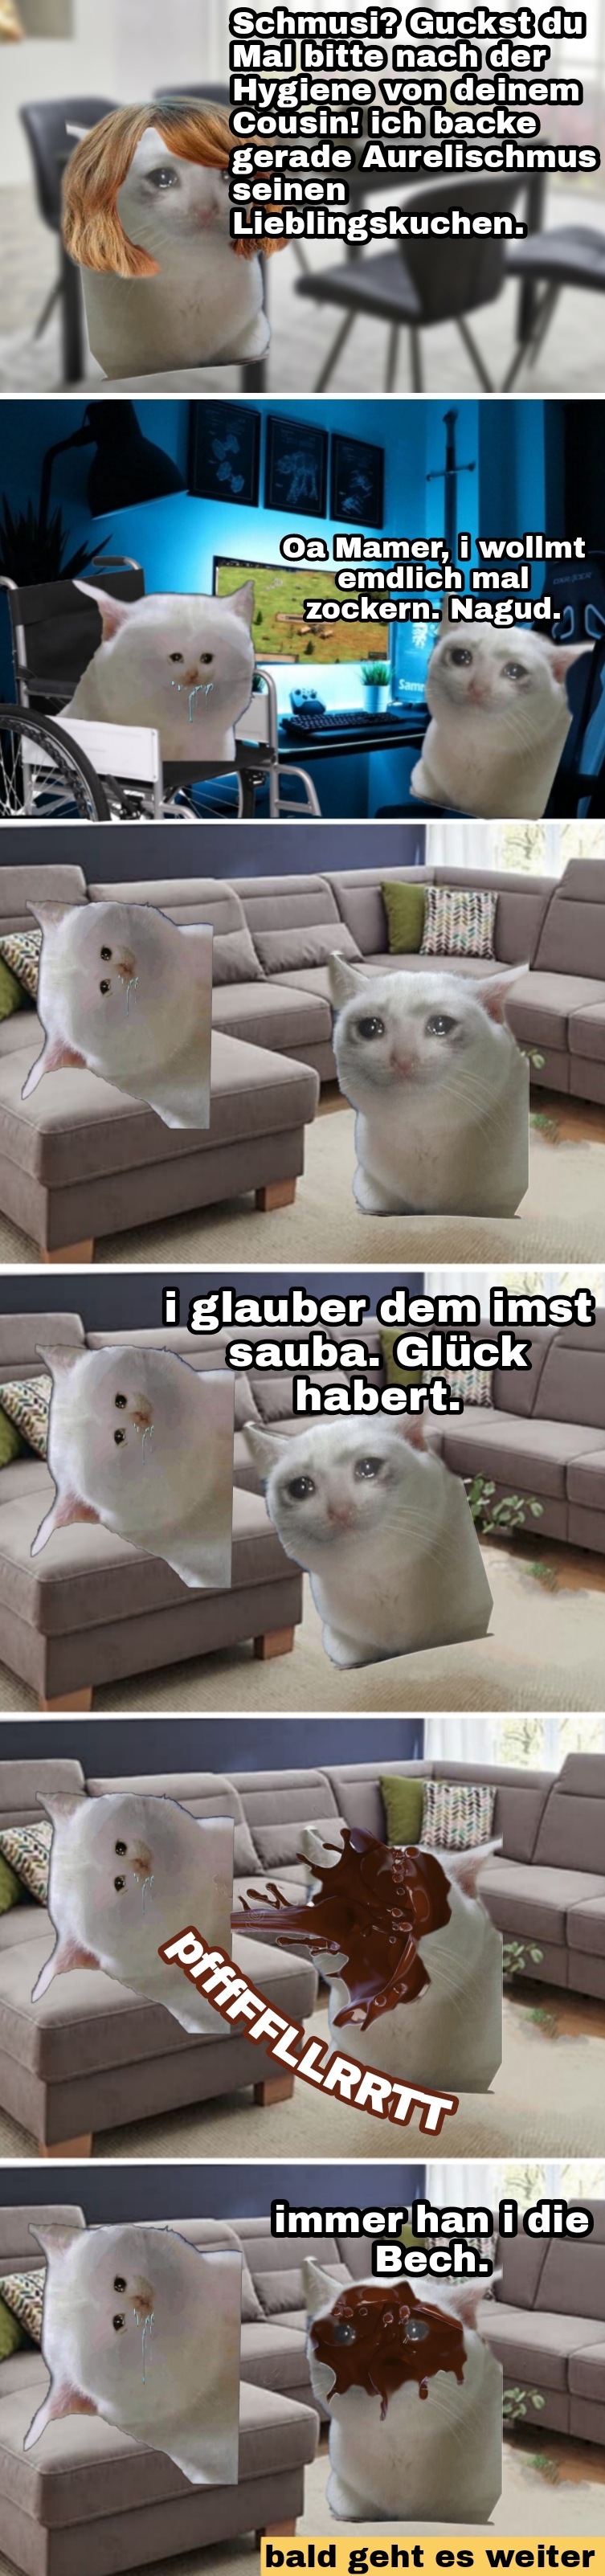 Schmusi? Guckst du
Mal bitte nach der
Hygiene von deinem
Cousin! ich backe
gerade Aurelischmus
seinen
Lieblingskuchen.
Oa Mamer, i wollmt
emdlich mal
zockern. Nagud.
i glauber dem imst
sauba. Glück
habert.
pfffFFLLRRTT
immer han i die
Bech.
bald geht es weiter